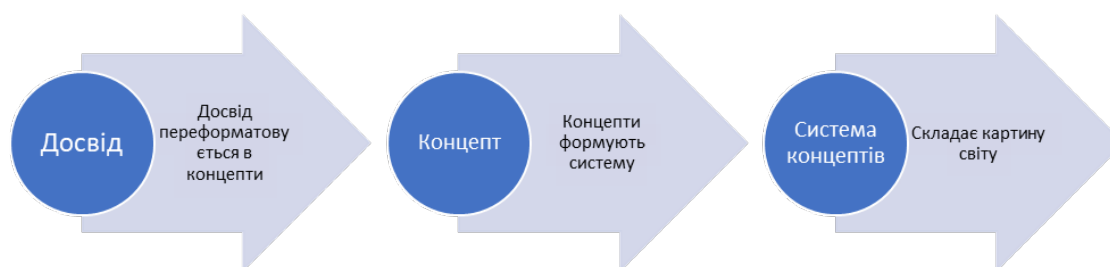 Досвід
Досвід
переформатову
ється в
концепти
Концепт
Концепти
формують
систему
Система
концептів
Складає картину
світу